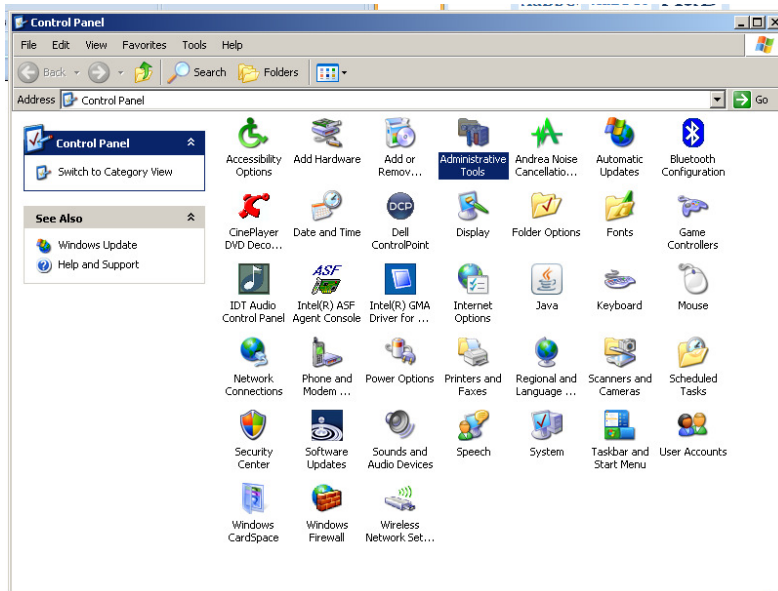 Control Panel
File Edit View Favorites Tools Help
Back Search Folders
Address Control Panel Go
Control Panel
Switch to Category View
See Also
Windows Update
Help and Support
Accessibility Options
Add Hardware
Add or Remov...
Administrative Tools
Andrea Noise Cancellatio...
Automatic Updates
Bluetooth Configuration
CinePlayer DVD Deco...
Date and Time
DCP
Dell ControlPoint
Display
Folder Options
Fonts
Game Controllers
IDT Audio Control Panel
ASF
Intel(R) ASF Agent Console
Intel(R) GMA Driver for ...
Internet Options
Java
Keyboard
Mouse
Network Connections
Phone and Modem ...
Power Options
Printers and Faxes
Regional and Language ...
Scanners and Cameras
Scheduled Tasks
Security Center
Software Updates
Sounds and Audio Devices
Speech
System
Taskbar and Start Menu
User Accounts
Windows CardSpace
Windows Firewall
Wireless Network Set...